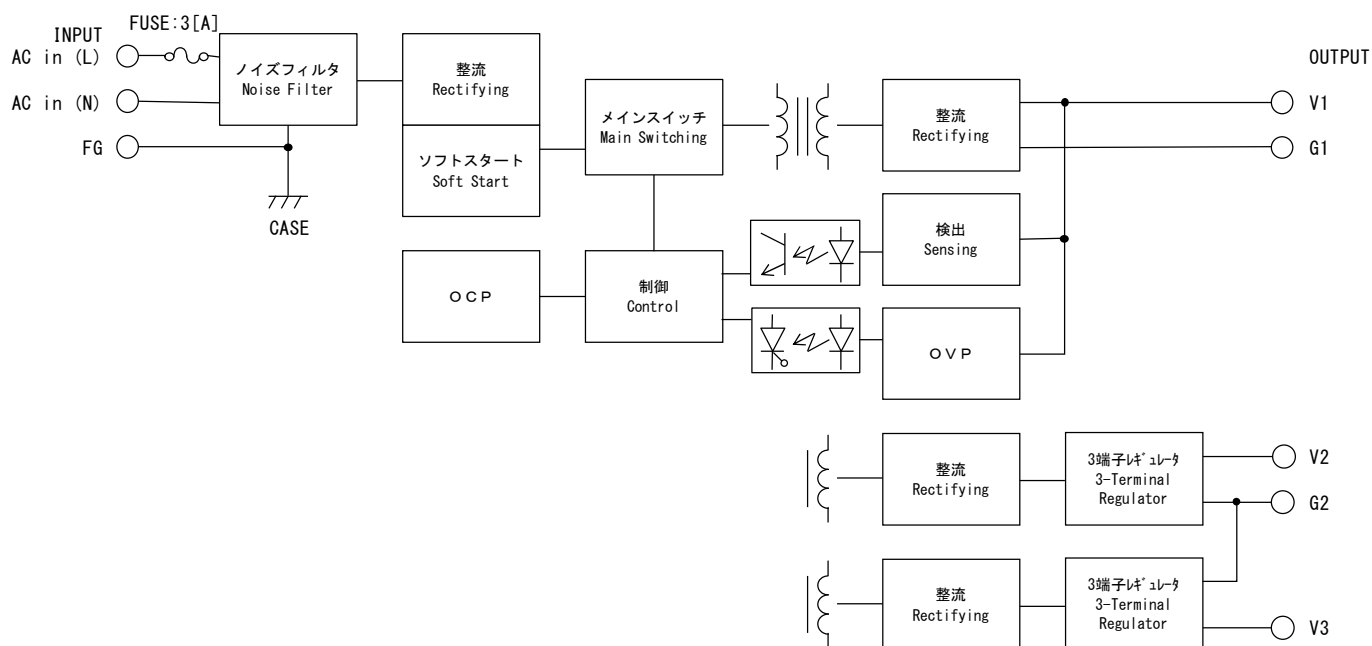 FUSE:3[A]
INPUT
AC in (L)
AC in (N)
FG
CASE
ノイズフィルタ
Noise Filter
整流
Rectifying
ソフトスタート
Soft Start
メインスイッチ
Main Switching
整流
Rectifying
OUTPUT
V1
G1
検出
Sensing
OCP
制御
Control
OVP
整流
Rectifying
3端子レギュレータ
3-Terminal
Regulator
V2
G2
整流
Rectifying
3端子レギュレータ
3-Terminal
Regulator
V3